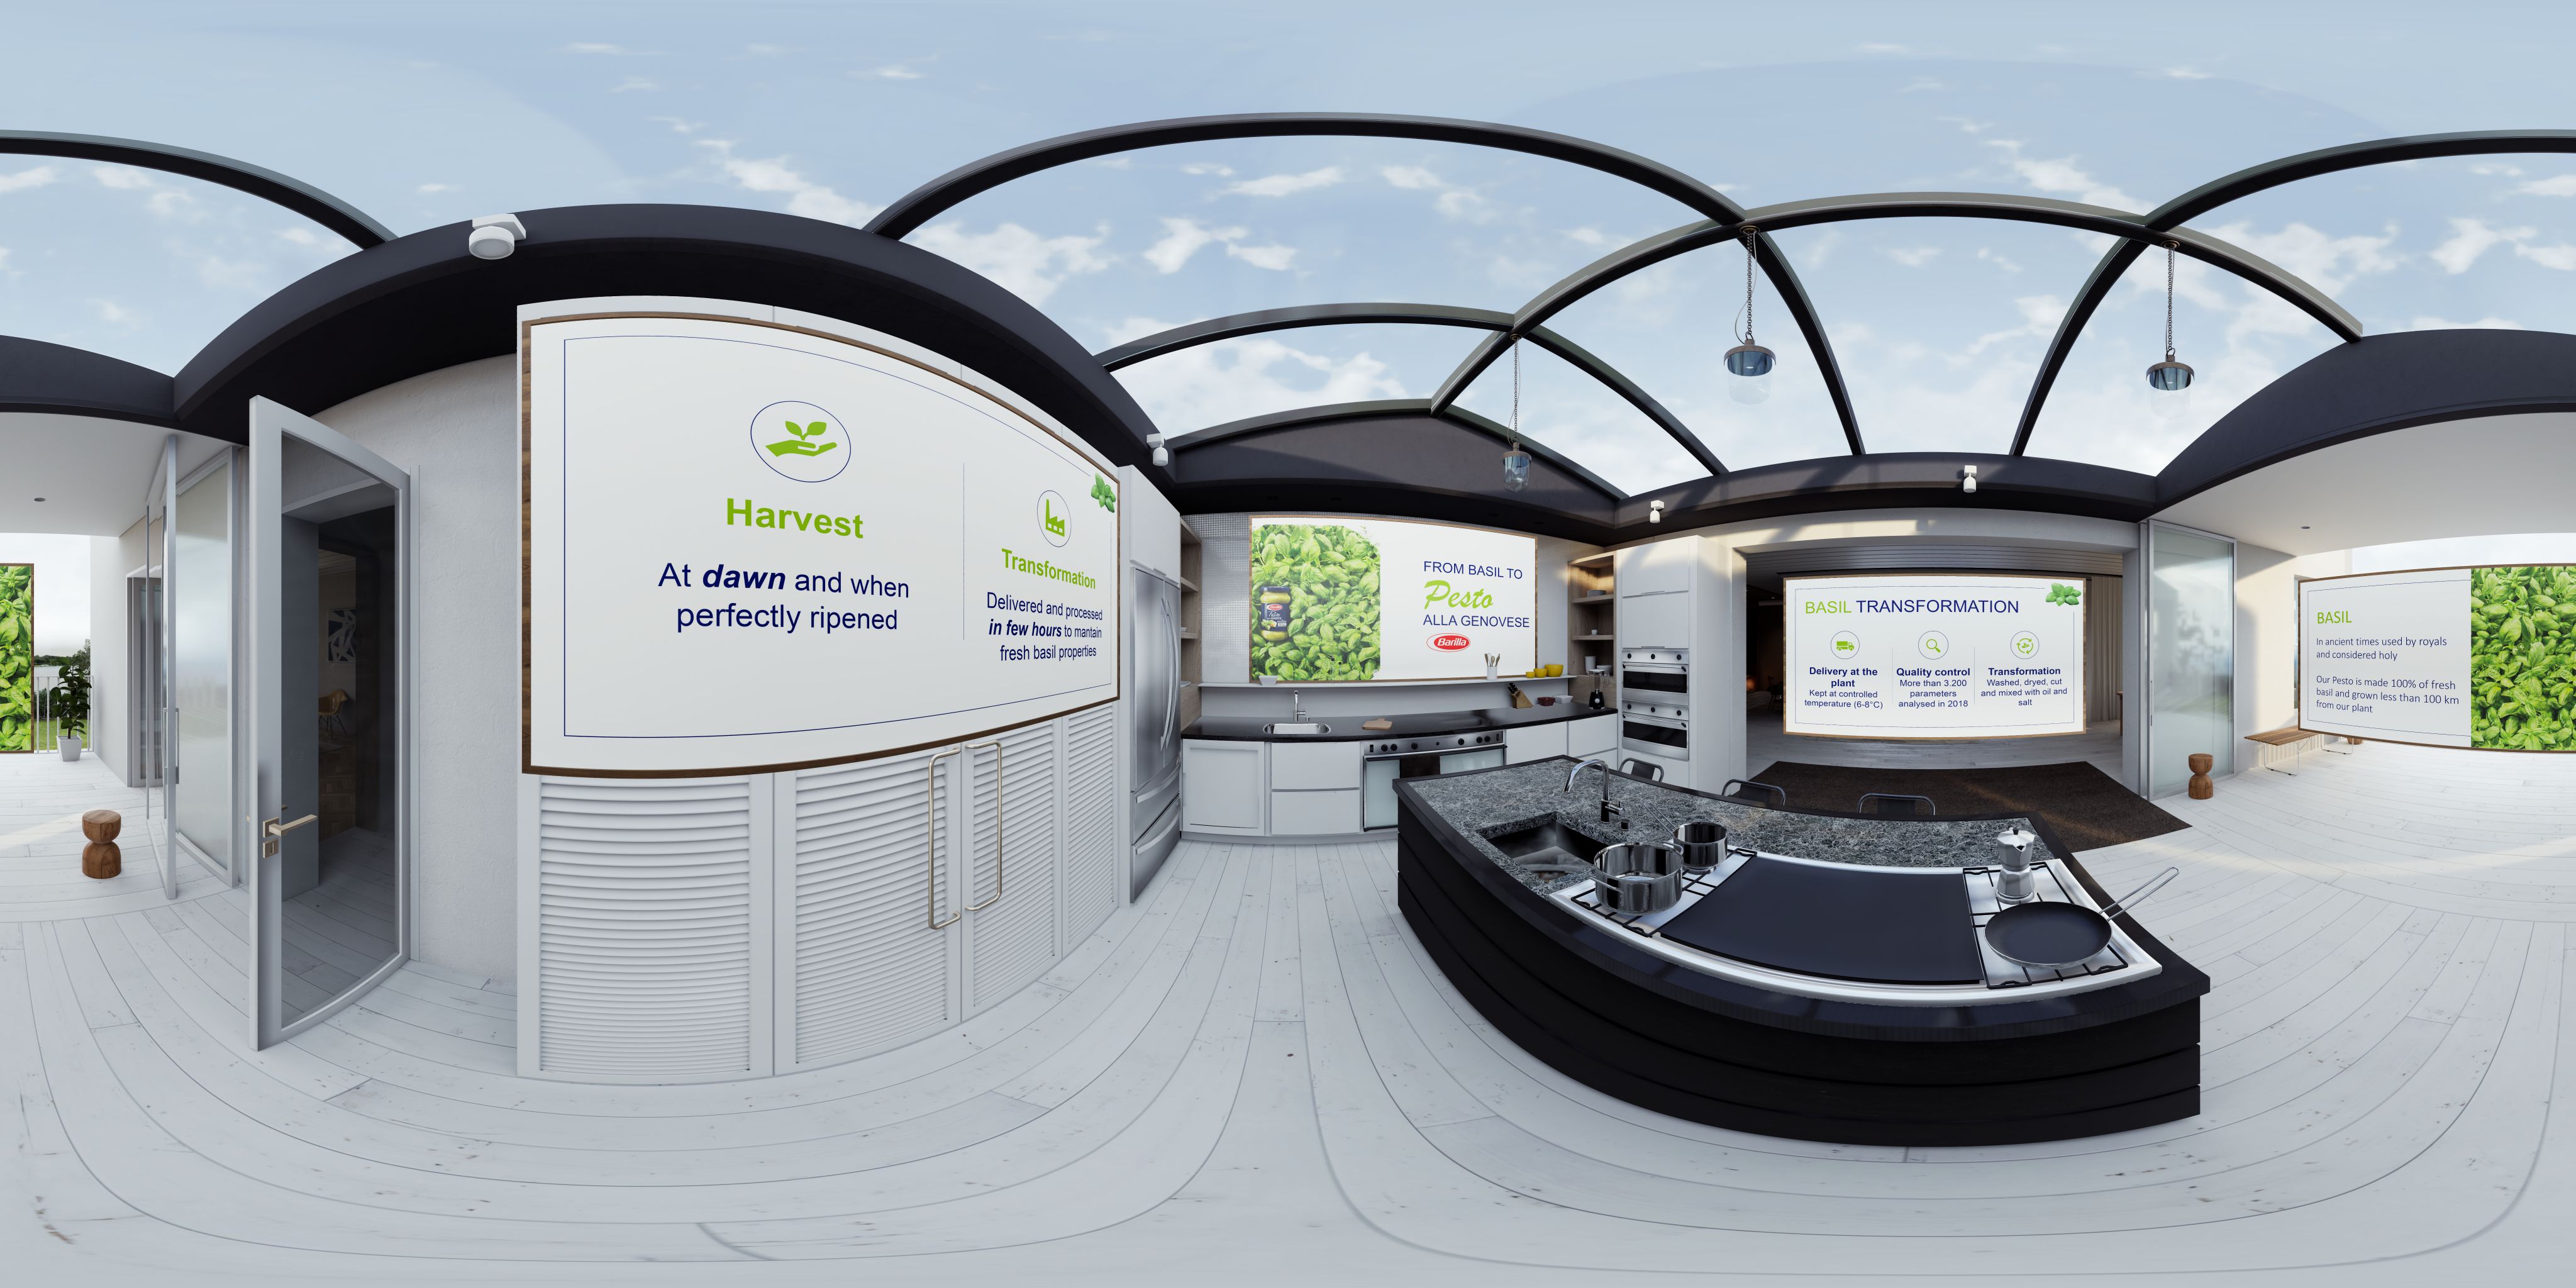 Harvest
At dawn and when
perfectly ripened
Transformation
Delivered and processed
in few hours to mantain
fresh basil properties
FROM BASIL TO
Pesto
ALLA GENOVESE
Barilla
BASIL TRANSFORMATION
Delivery at the
plant
Kept at controlled
temperature (6-8°C)
Quality control
More than 3.200
parameters
analysed in 2018
Transformation
Washed, dryed, cut
and mixed with oil and
salt
BASIL
In ancient times used by royals
and considered holy
Our Pesto is made 100% of fresh
basil and grown less than 100 km
from our plant